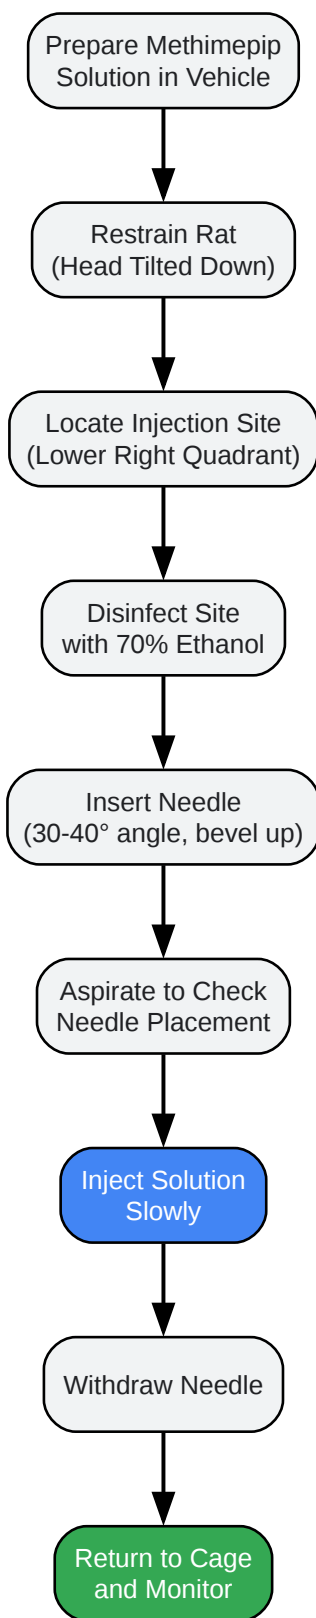 Prepare Methimepip
Solution in Vehicle
Restrain Rat
(Head Tilted Down)
Locate Injection Site
(Lower Right Quadrant)
Disinfect Site
with 70% Ethanol
Insert Needle
(30-40° angle, bevel up)
Aspirate to Check
Needle Placement
Inject Solution
Slowly
Withdraw Needle
Return to Cage
and Monitor